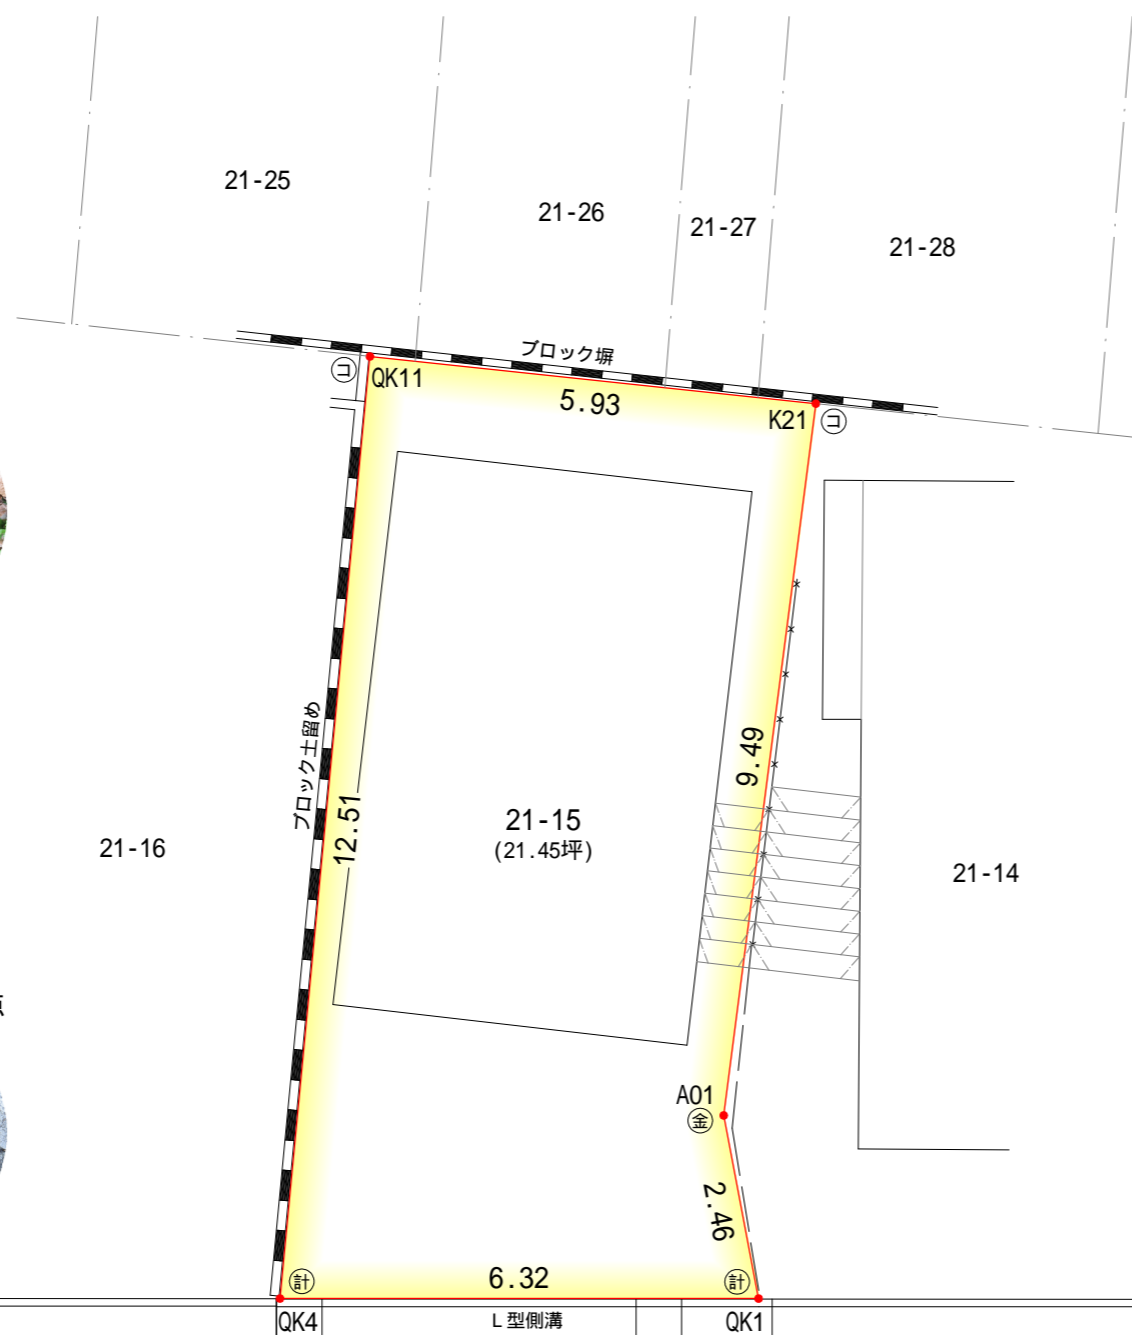 21-25
21-26
21-27
21-28
ブロック塀
コ
QK11
5.93
K21
コ
ブロック土留め
12.51
9.49
21-16
21-15
(21.45坪)
21-14
A01
金
2.46
計
6.32
計
QK4
L型側溝
QK1